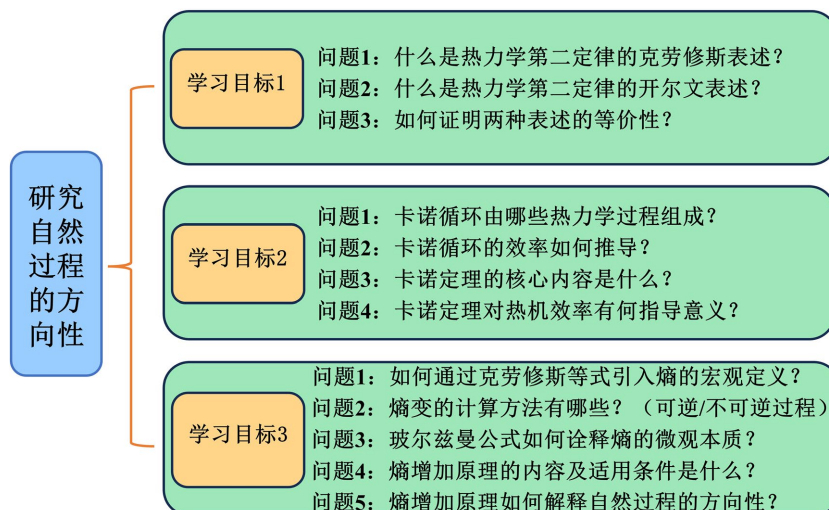 研究
自然
过程
的方
向性
学习目标1
问题1：什么是热力学第二定律的克劳修斯表述？
问题2：什么是热力学第二定律的开尔文表述？
问题3：如何证明两种表述的等价性？
学习目标2
问题1：卡诺循环由哪些热力学过程组成？
问题2：卡诺循环的效率如何推导？
问题3：卡诺定理的核心内容是什么？
问题4：卡诺定理对热机效率有何指导意义？
学习目标3
问题1：如何通过克劳修斯等式引入熵的宏观定义？
问题2：熵变的计算方法有哪些？（可逆/不可逆过程）
问题3：玻尔兹曼公式如何诠释熵的微观本质？
问题4：熵增加原理的内容及适用条件是什么？
问题5：熵增加原理如何解释自然过程的方向性？